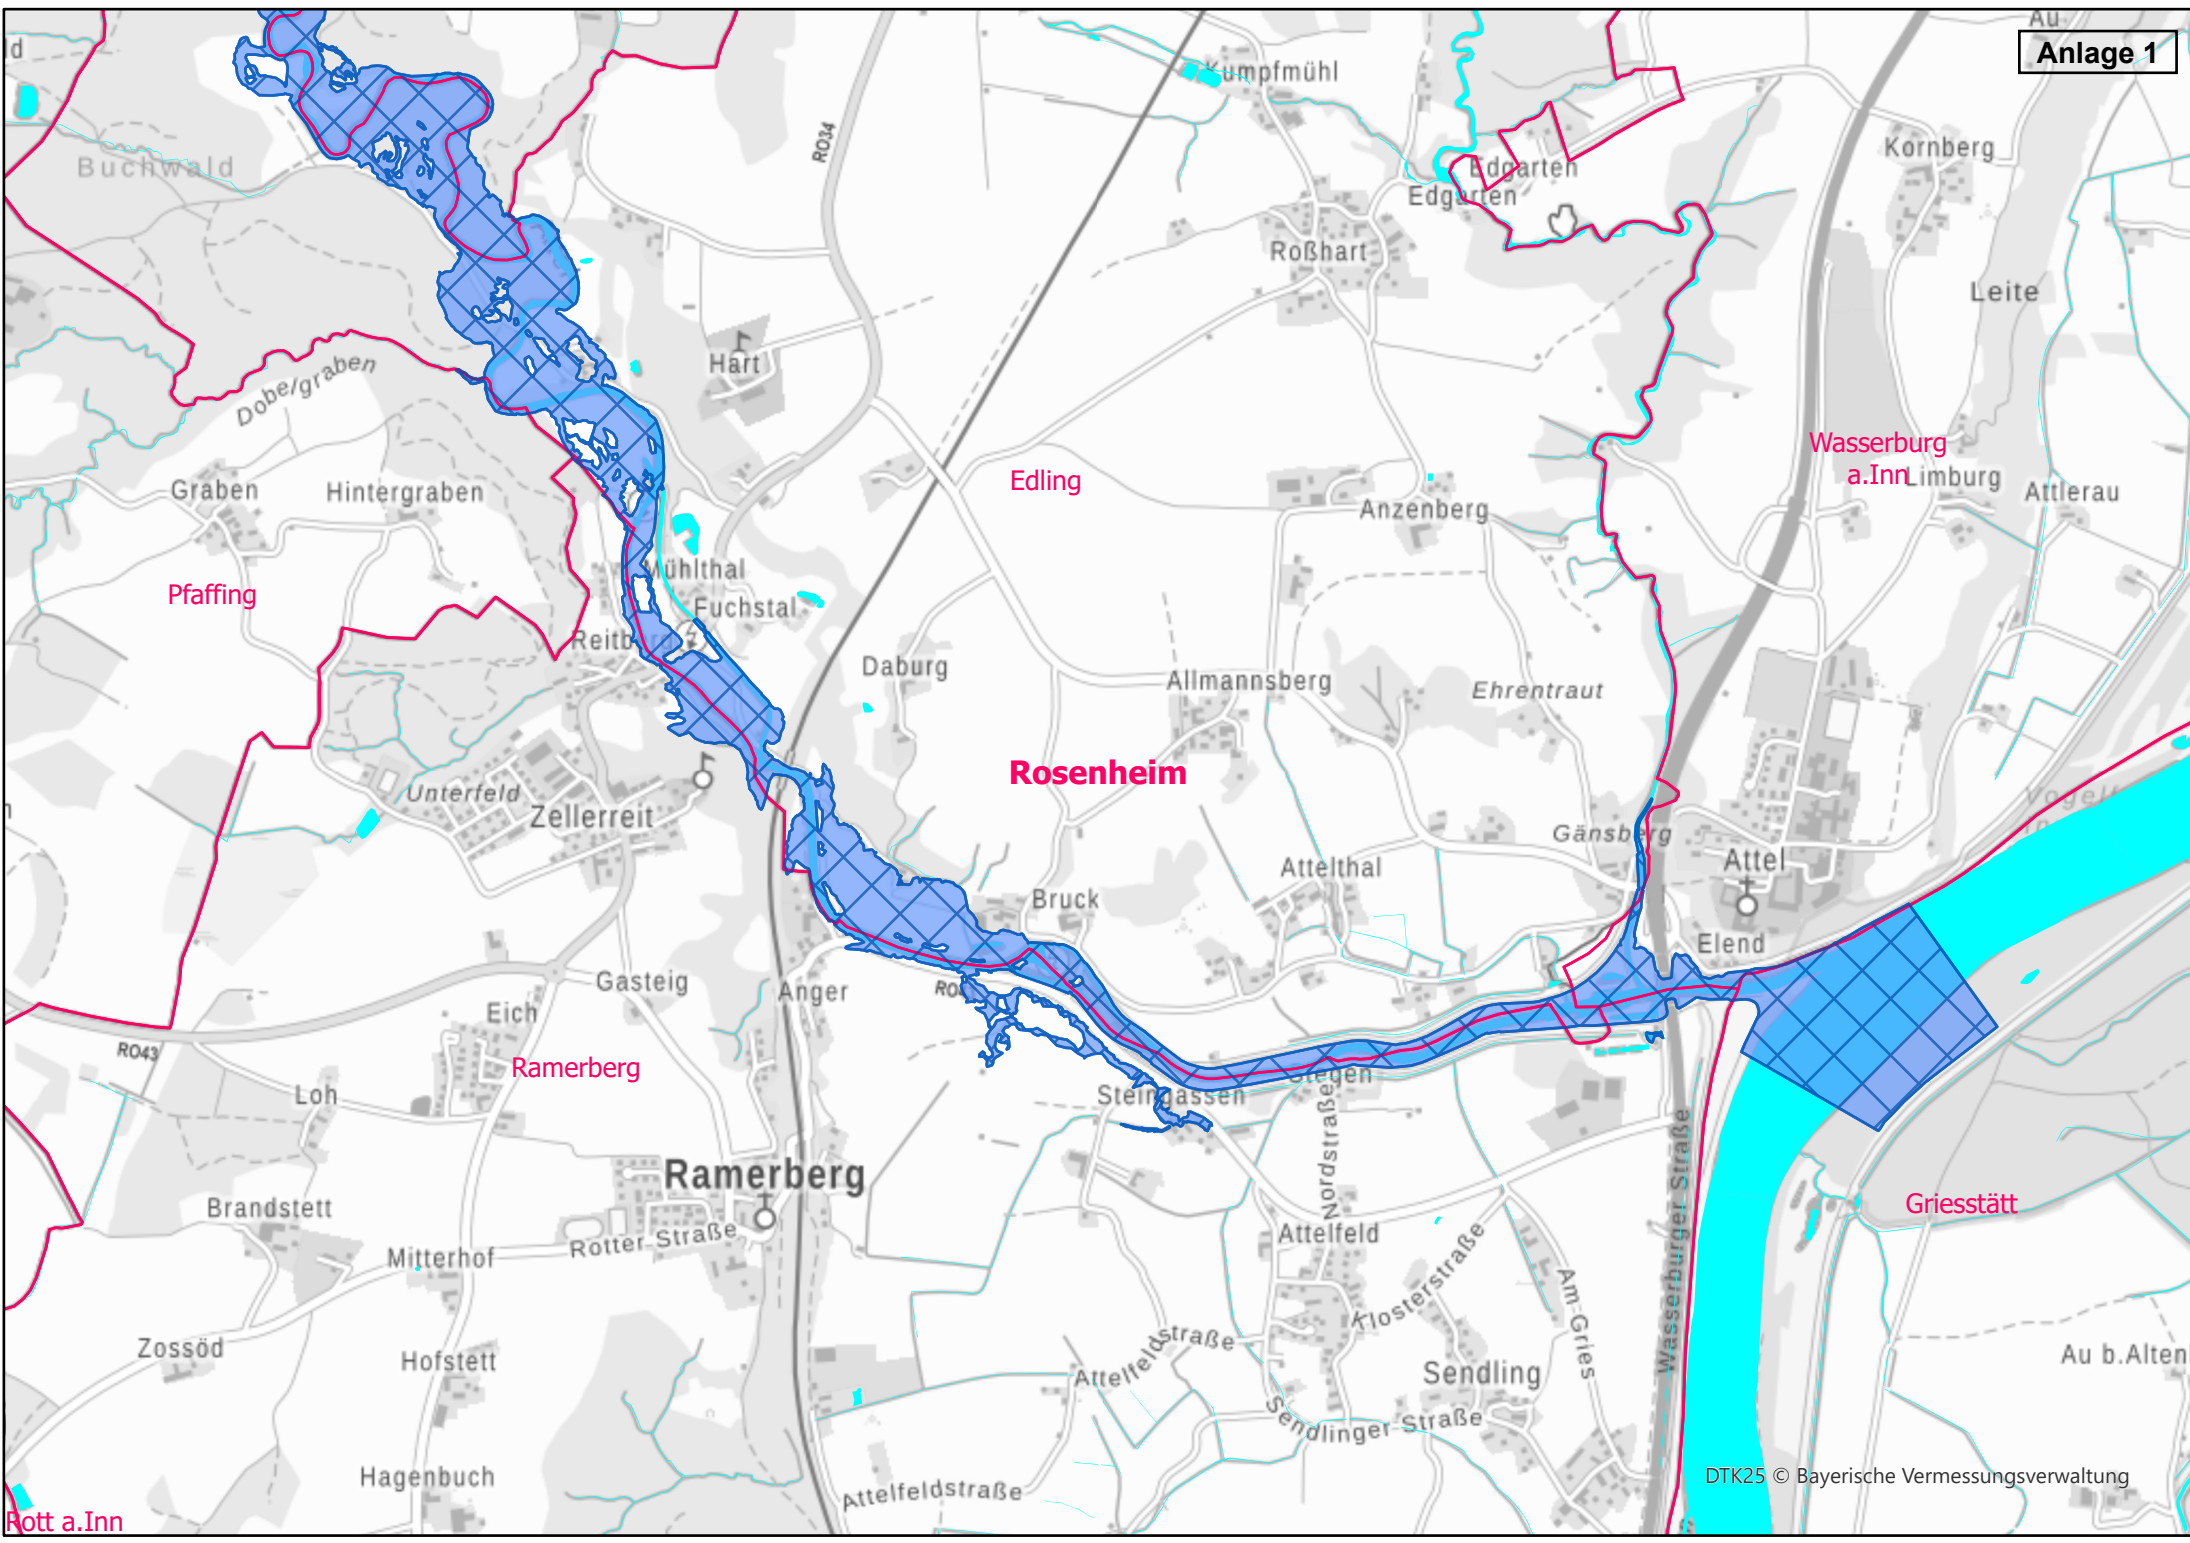 Au
Anlage 1
Kumpfmühl
RO34
Kornberg
Buchwald
Edgarten
Edgarten
Roßhart
Leite
Hart
Dobelgraben
Wasserburg
a.Inn
Edling
Limburg
Graben
Hintergraben
Attlerau
Anzenberg
Mühlthal
Pfaffing
Fuchstal
Reitberg
Daburg
Allmannsberg
Ehrentraut
Rosenheim
Unterfeld
Zellerreit
Gänsberg
Attel
Attelthal
Bruck
Elend
Gasteig
Anger
Eich
RO43
Ramerberg
Stegen
Loh
Steingassen
Nordstraße
Wasserburger Straße
Ramerberg
Griesstätt
Brandstett
Rotter Straße
Attelfeld
Mitterhof
Klosterstraße
Am Gries
Zossöd
Attelfeldstraße
Hofstett
Sendling
Au b.Alten
Sendlinger Straße
Hagenbuch
Attelfeldstraße
DTK25 © Bayerische Vermessungsverwaltung
Rott a.Inn